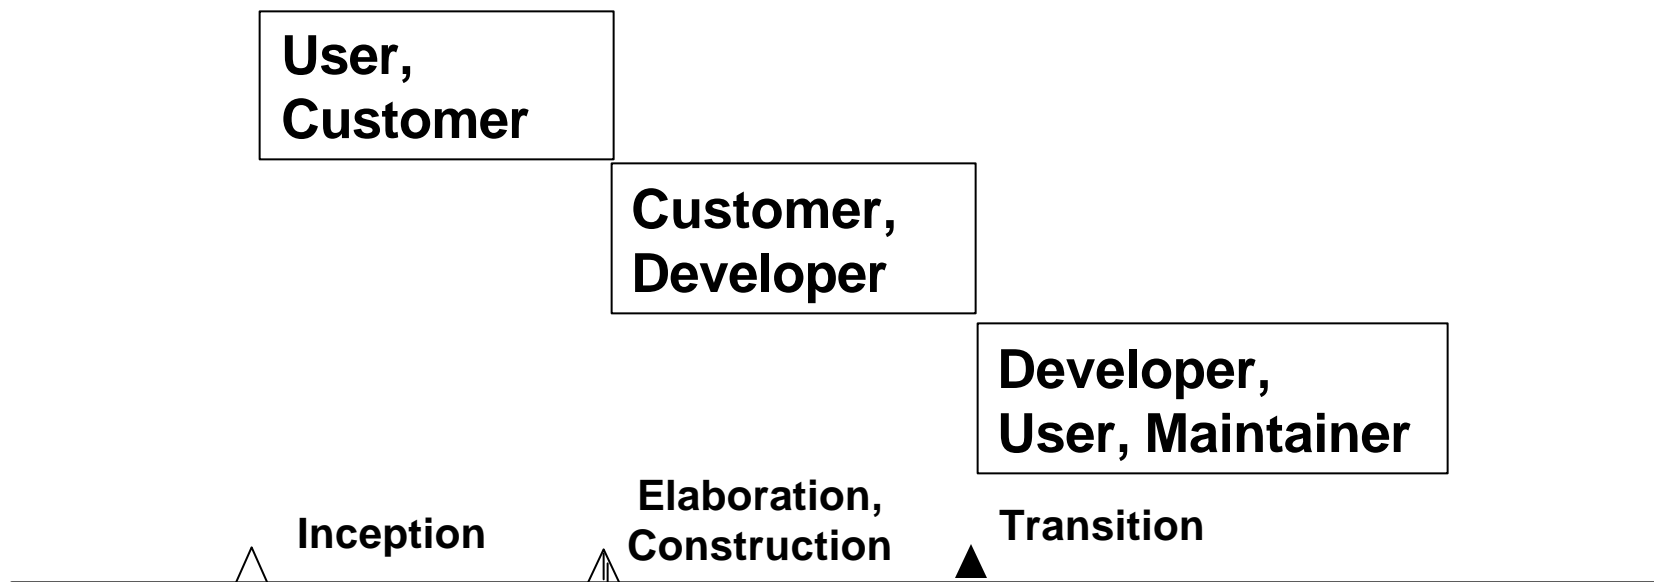 User,
Customer
Customer,
Developer
Developer,
User, Maintainer
Inception
Elaboration,
Construction
Transition